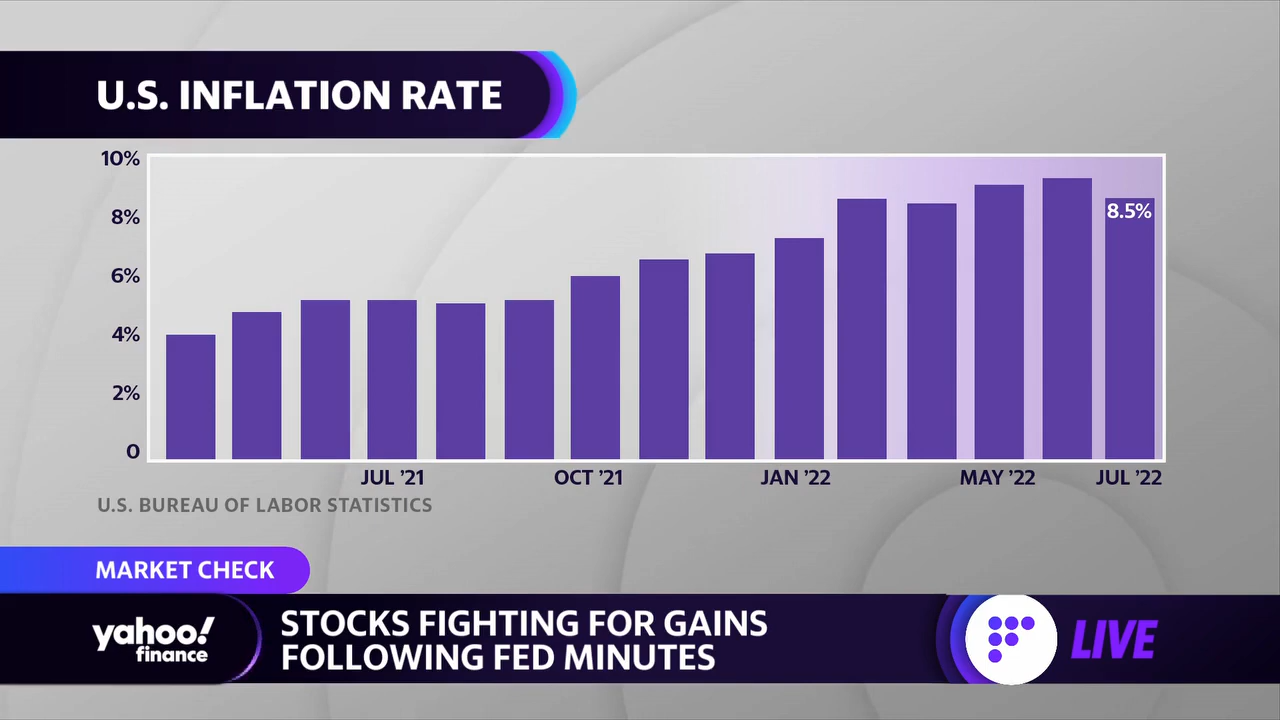 U.S. INFLATION RATE
10%
8%
6%
4%
2%
0
8.5%
JUL ’21 OCT ’21 JAN ’22 MAY ’22 JUL ’22
U.S. BUREAU OF LABOR STATISTICS
MARKET CHECK
yahoo!
finance
STOCKS FIGHTING FOR GAINS
FOLLOWING FED MINUTES
LIVE